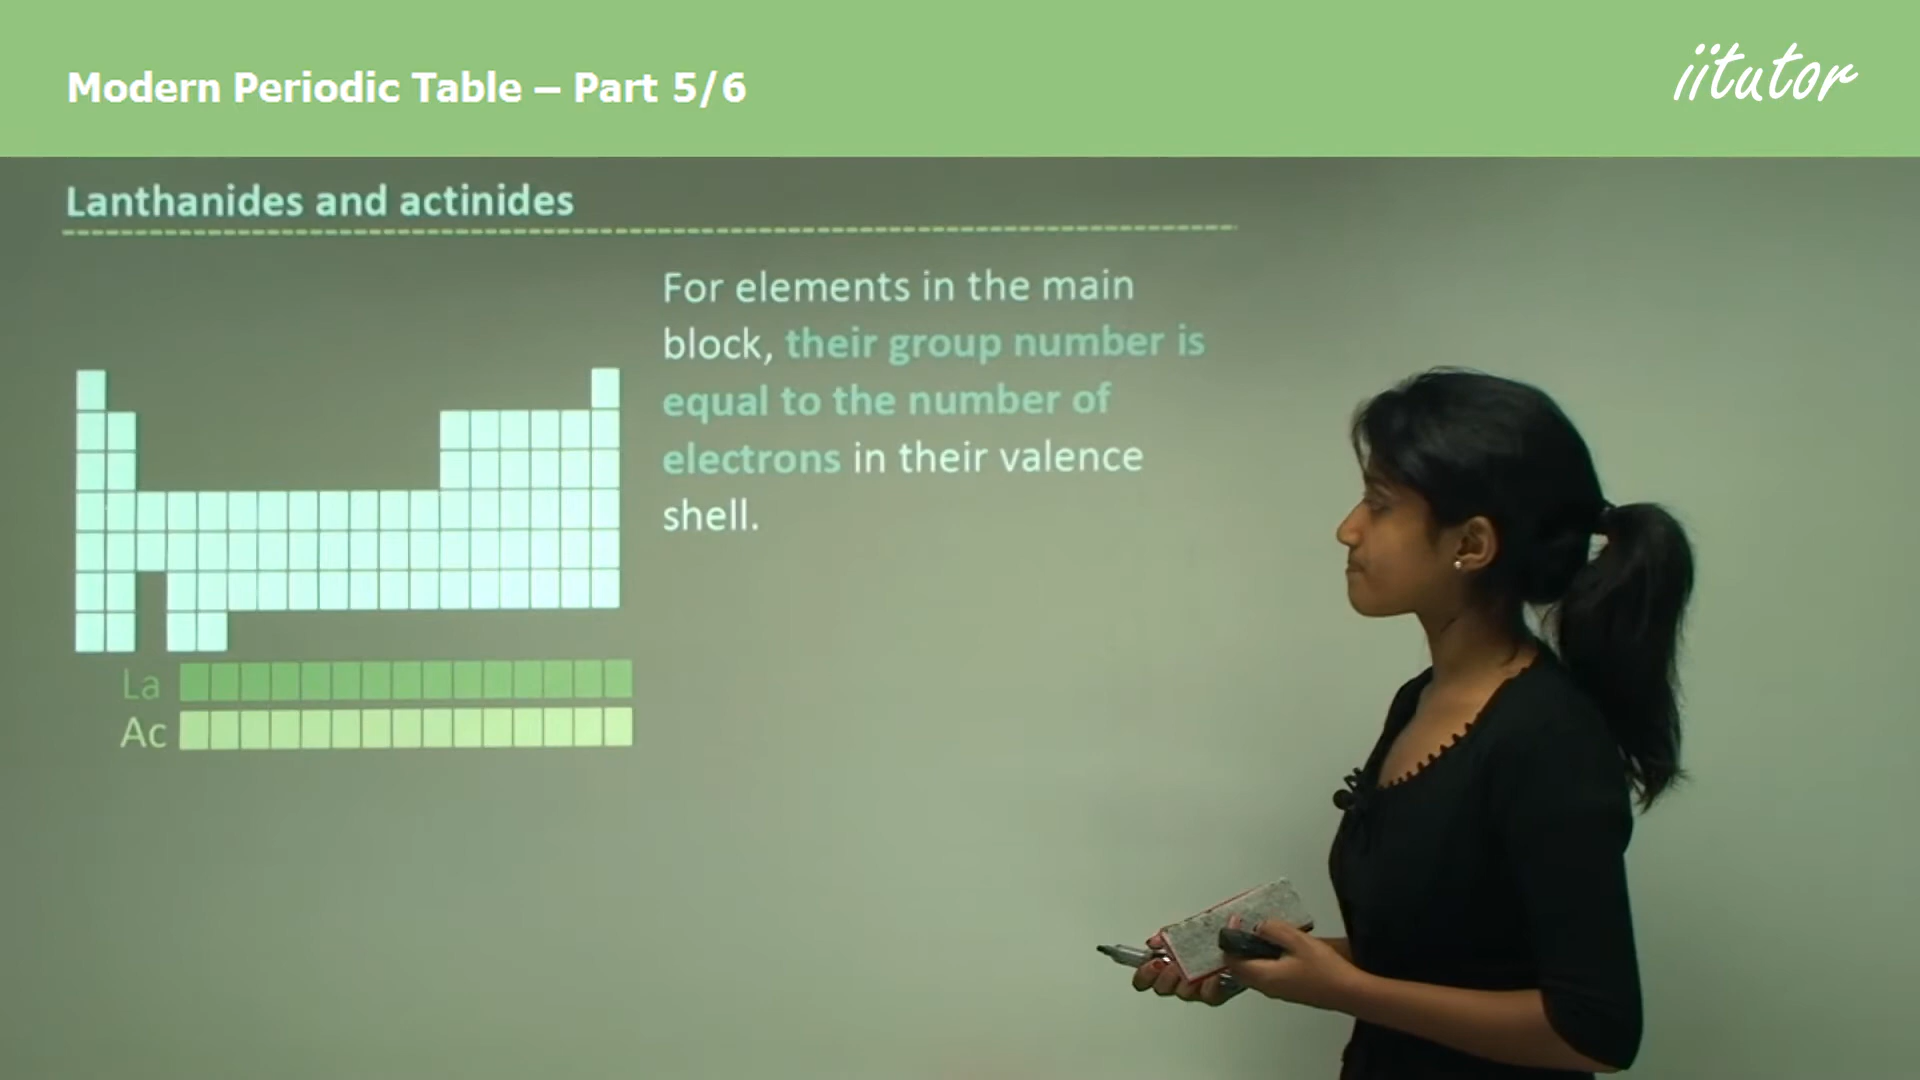 Modern Periodic Table – Part 5/6
iitutor
Lanthanides and actinides
For elements in the main
block, their group number is
equal to the number of
electrons in their valence
shell.
La
Ac